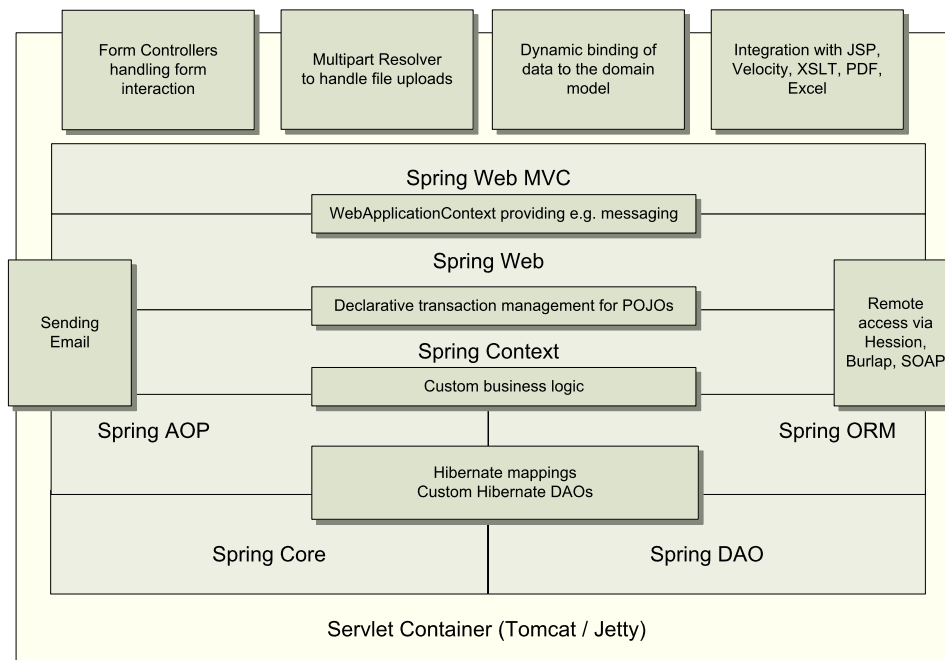 Form Controllers
handling form
interaction
Multipart Resolver
to handle file uploads
Dynamic binding of
data to the domain
model
Integration with JSP,
Velocity, XSLT, PDF,
Excel
Spring Web MVC
WebApplicationContext providing e.g. messaging
Spring Web
Sending
Email
Declarative transaction management for POJOs
Remote
access via
Hession,
Burlap, SOAP
Spring Context
Custom business logic
Spring AOP
Spring ORM
Hibernate mappings
Custom Hibernate DAOs
Spring Core
Spring DAO
Servlet Container (Tomcat / Jetty)